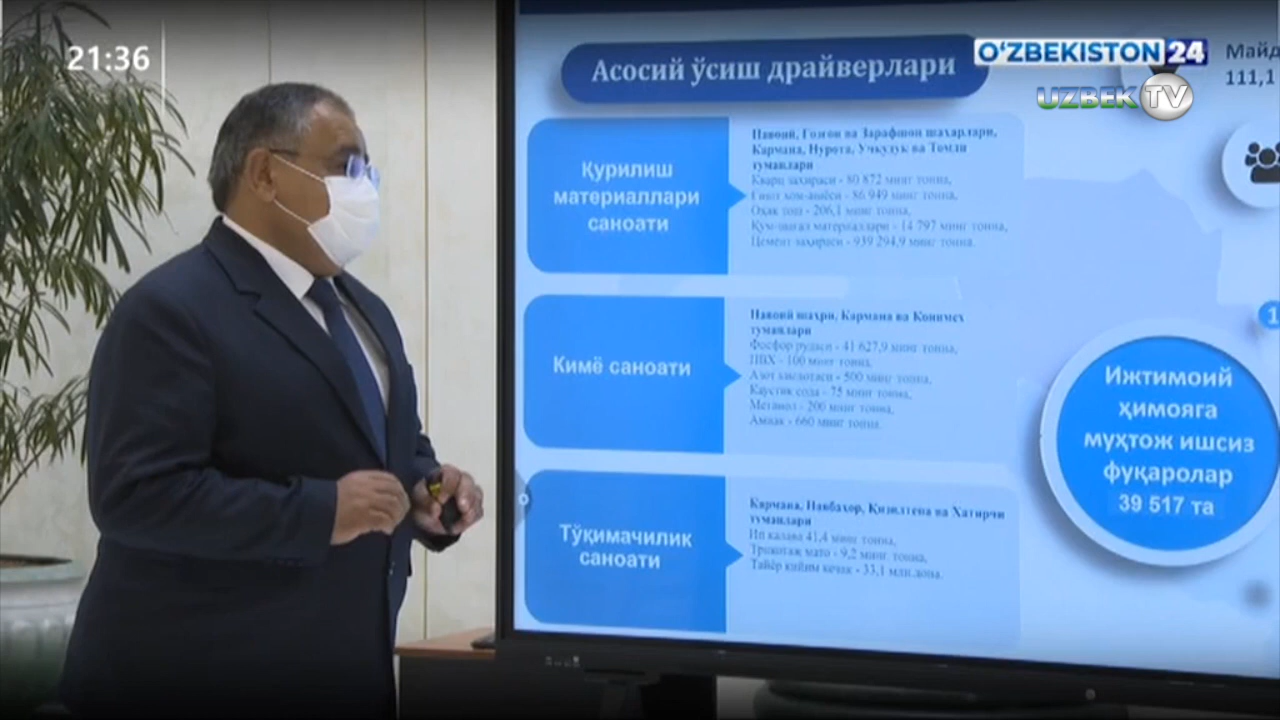 21:36
O‘ZBEKISTON 24
UZBEK TV
Майд
111,1
Асосий ўсиш драйверлари
Қурилиш
материаллари
саноати
Навоий, Ғозғон ва Зарафшон шаҳарлари,
Кармана, Нурота, Учқудуқ ва Томди
туманлари
Кварц захираси - 80 872 минг тонна,
Гипс хом-ашёси - 86 949 минг тонна,
Оҳак тош - 206,1 минг тонна,
Қум-шағал материаллари - 14 797 минг тонна,
Цемент захираси - 939 294,9 минг тонна.
Кимё саноати
Навоий шаҳри, Кармана ва Конимех
туманлари
Фосфор рудаси - 41 627,9 минг тонна,
ПВХ - 100 минг тонна,
Азот кислотаси - 500 минг тонна,
Каустик сода - 75 минг тонна,
Метанол - 200 минг тонна,
Аммиак - 660 минг тонна.
Тўқимачилик
саноати
Кармана, Навбаҳор, Қизилтепа ва Хатирчи
туманлари
Ип калава 41,4 минг тонна,
Трикотаж мато - 9,2 минг тонна,
Тайёр кийим кечак - 33,1 млн.дона.
1
Ижтимоий
ҳимояга
муҳтож ишсиз
фуқаролар
39 517 та